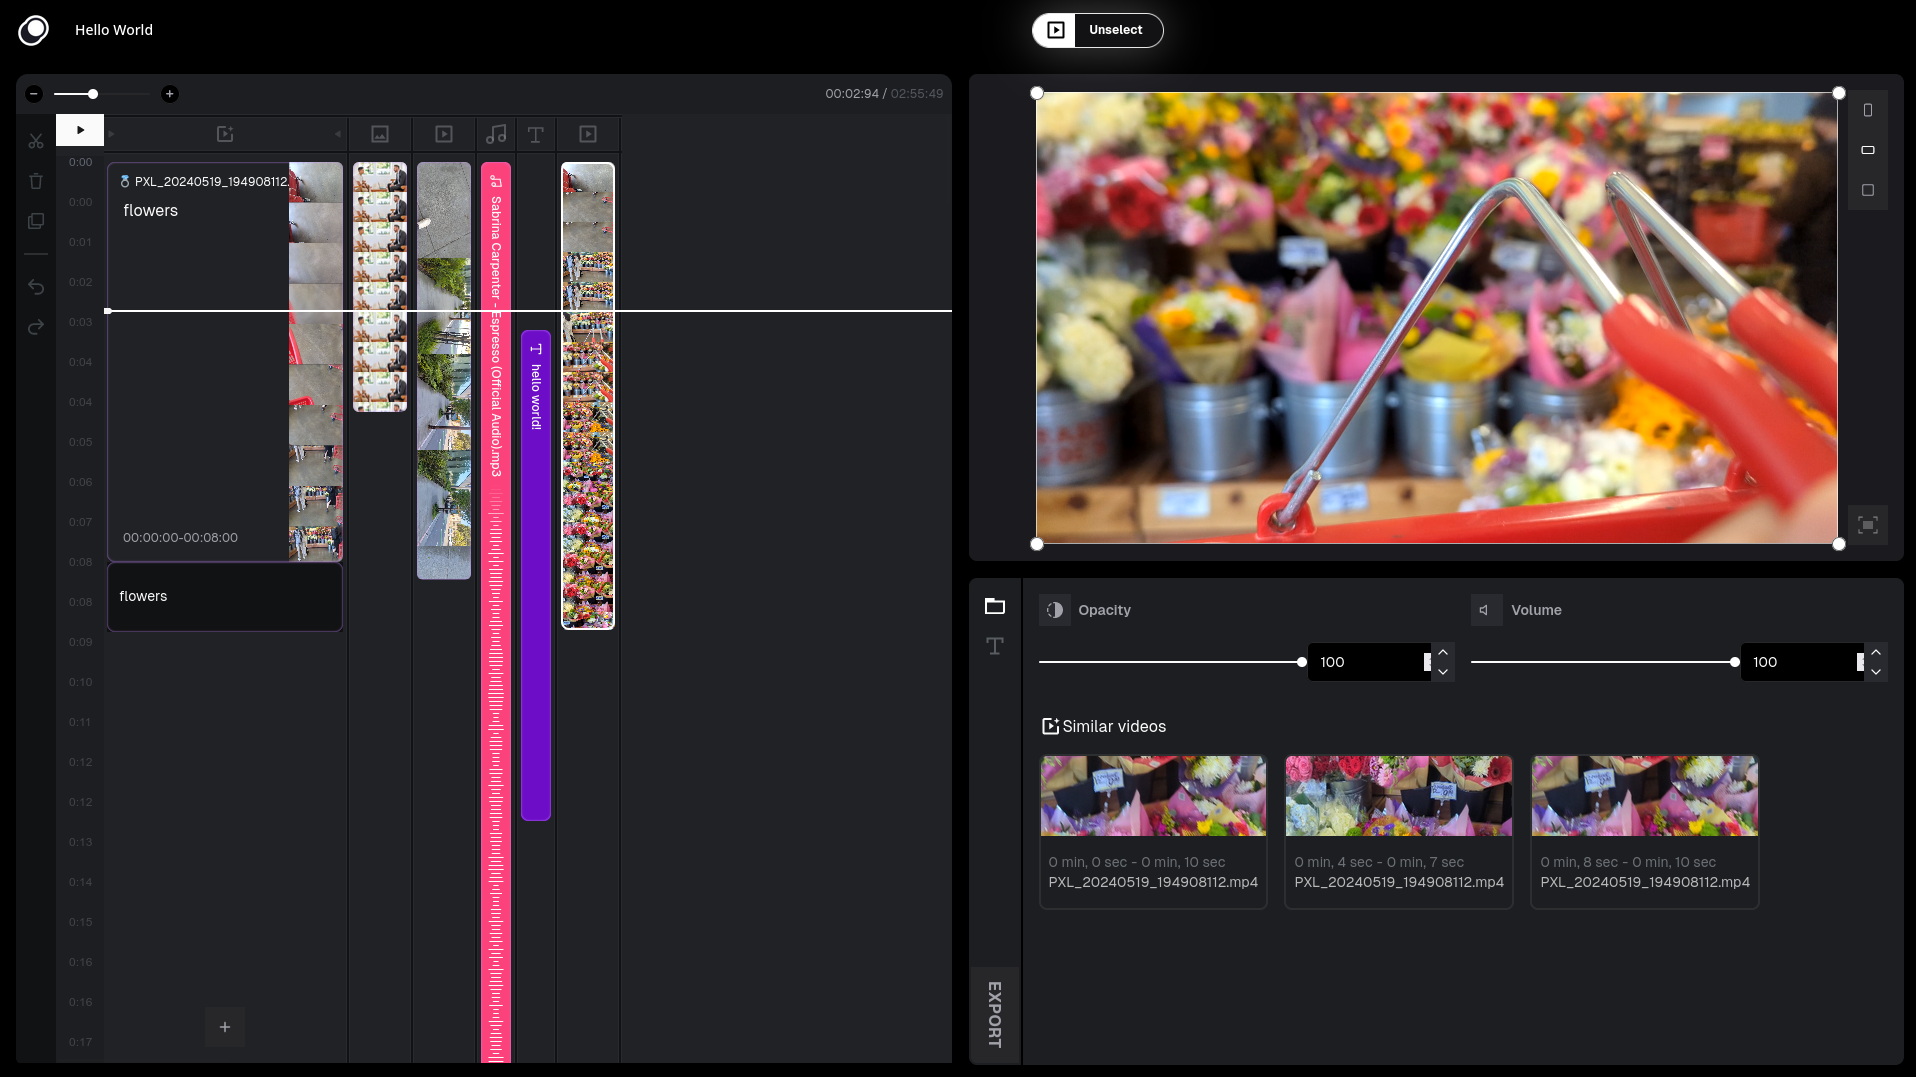 Hello World
Unselect
00:02:94 / 02:55:49
0:00
0:00
0:01
0:02
0:03
0:04
0:04
0:05
0:06
0:07
0:08
0:08
0:09
0:10
0:11
0:12
0:12
0:13
0:14
0:15
0:16
0:16
0:17
PXL_20240519_194908112.
flowers
00:00:00-00:08:00
flowers
Sabrina Carpenter - Espresso (Official Audio).mp3
hello world!
+
Opacity
100
Volume
100
Similar videos
0 min, 0 sec - 0 min, 10 sec
PXL_20240519_194908112.mp4
0 min, 4 sec - 0 min, 7 sec
PXL_20240519_194908112.mp4
0 min, 8 sec - 0 min, 10 sec
PXL_20240519_194908112.mp4
EXPORT